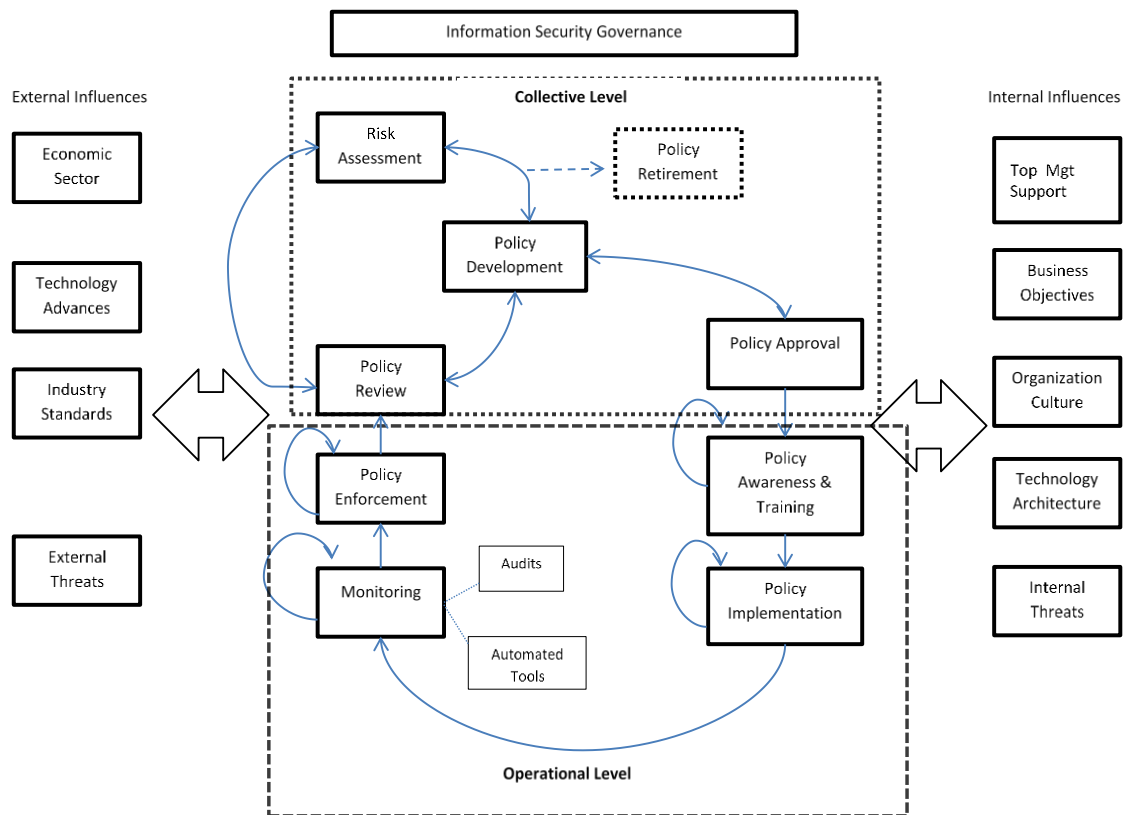 Information Security Governance
External Influences
Economic
Sector
Technology
Advances
Industry
Standards
External
Threats
Collective Level
Risk
Assessment
Policy
Retirement
Policy
Development
Policy Approval
Policy
Review
Policy
Enforcement
Monitoring
Audits
Automated
Tools
Policy
Awareness &
Training
Policy
Implementation
Operational Level
Internal Influences
Top Mgt
Support
Business
Objectives
Organization
Culture
Technology
Architecture
Internal
Threats